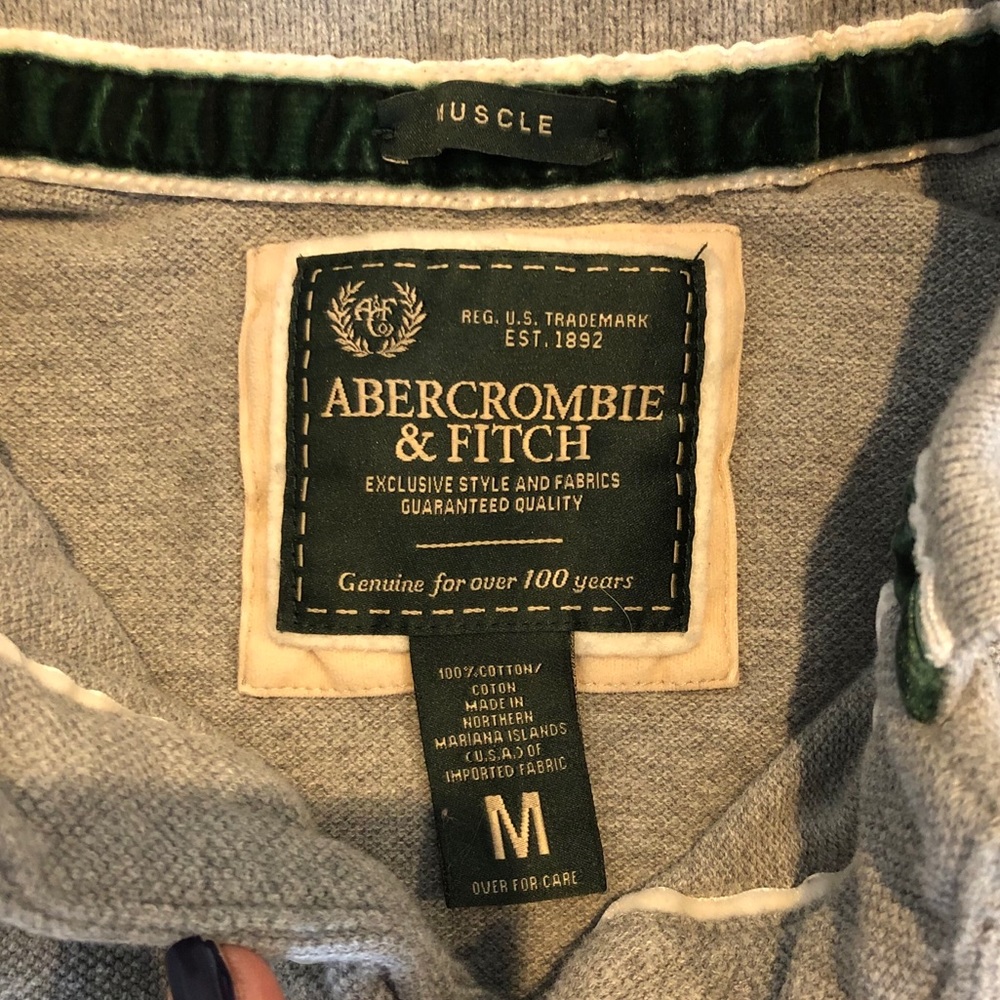 MUSCLE
A&F
Co
REG. U.S. TRADEMARK
EST. 1892
ABERCROMBIE
& FITCH
EXCLUSIVE STYLE AND FABRICS
GUARANTEED QUALITY
Genuine for over 100 years
100% COTTON/
COTON
MADE IN
NORTHERN
MARIANA ISLANDS
(U.S.A.) OF
IMPORTED FABRIC
M
OVER FOR CARE